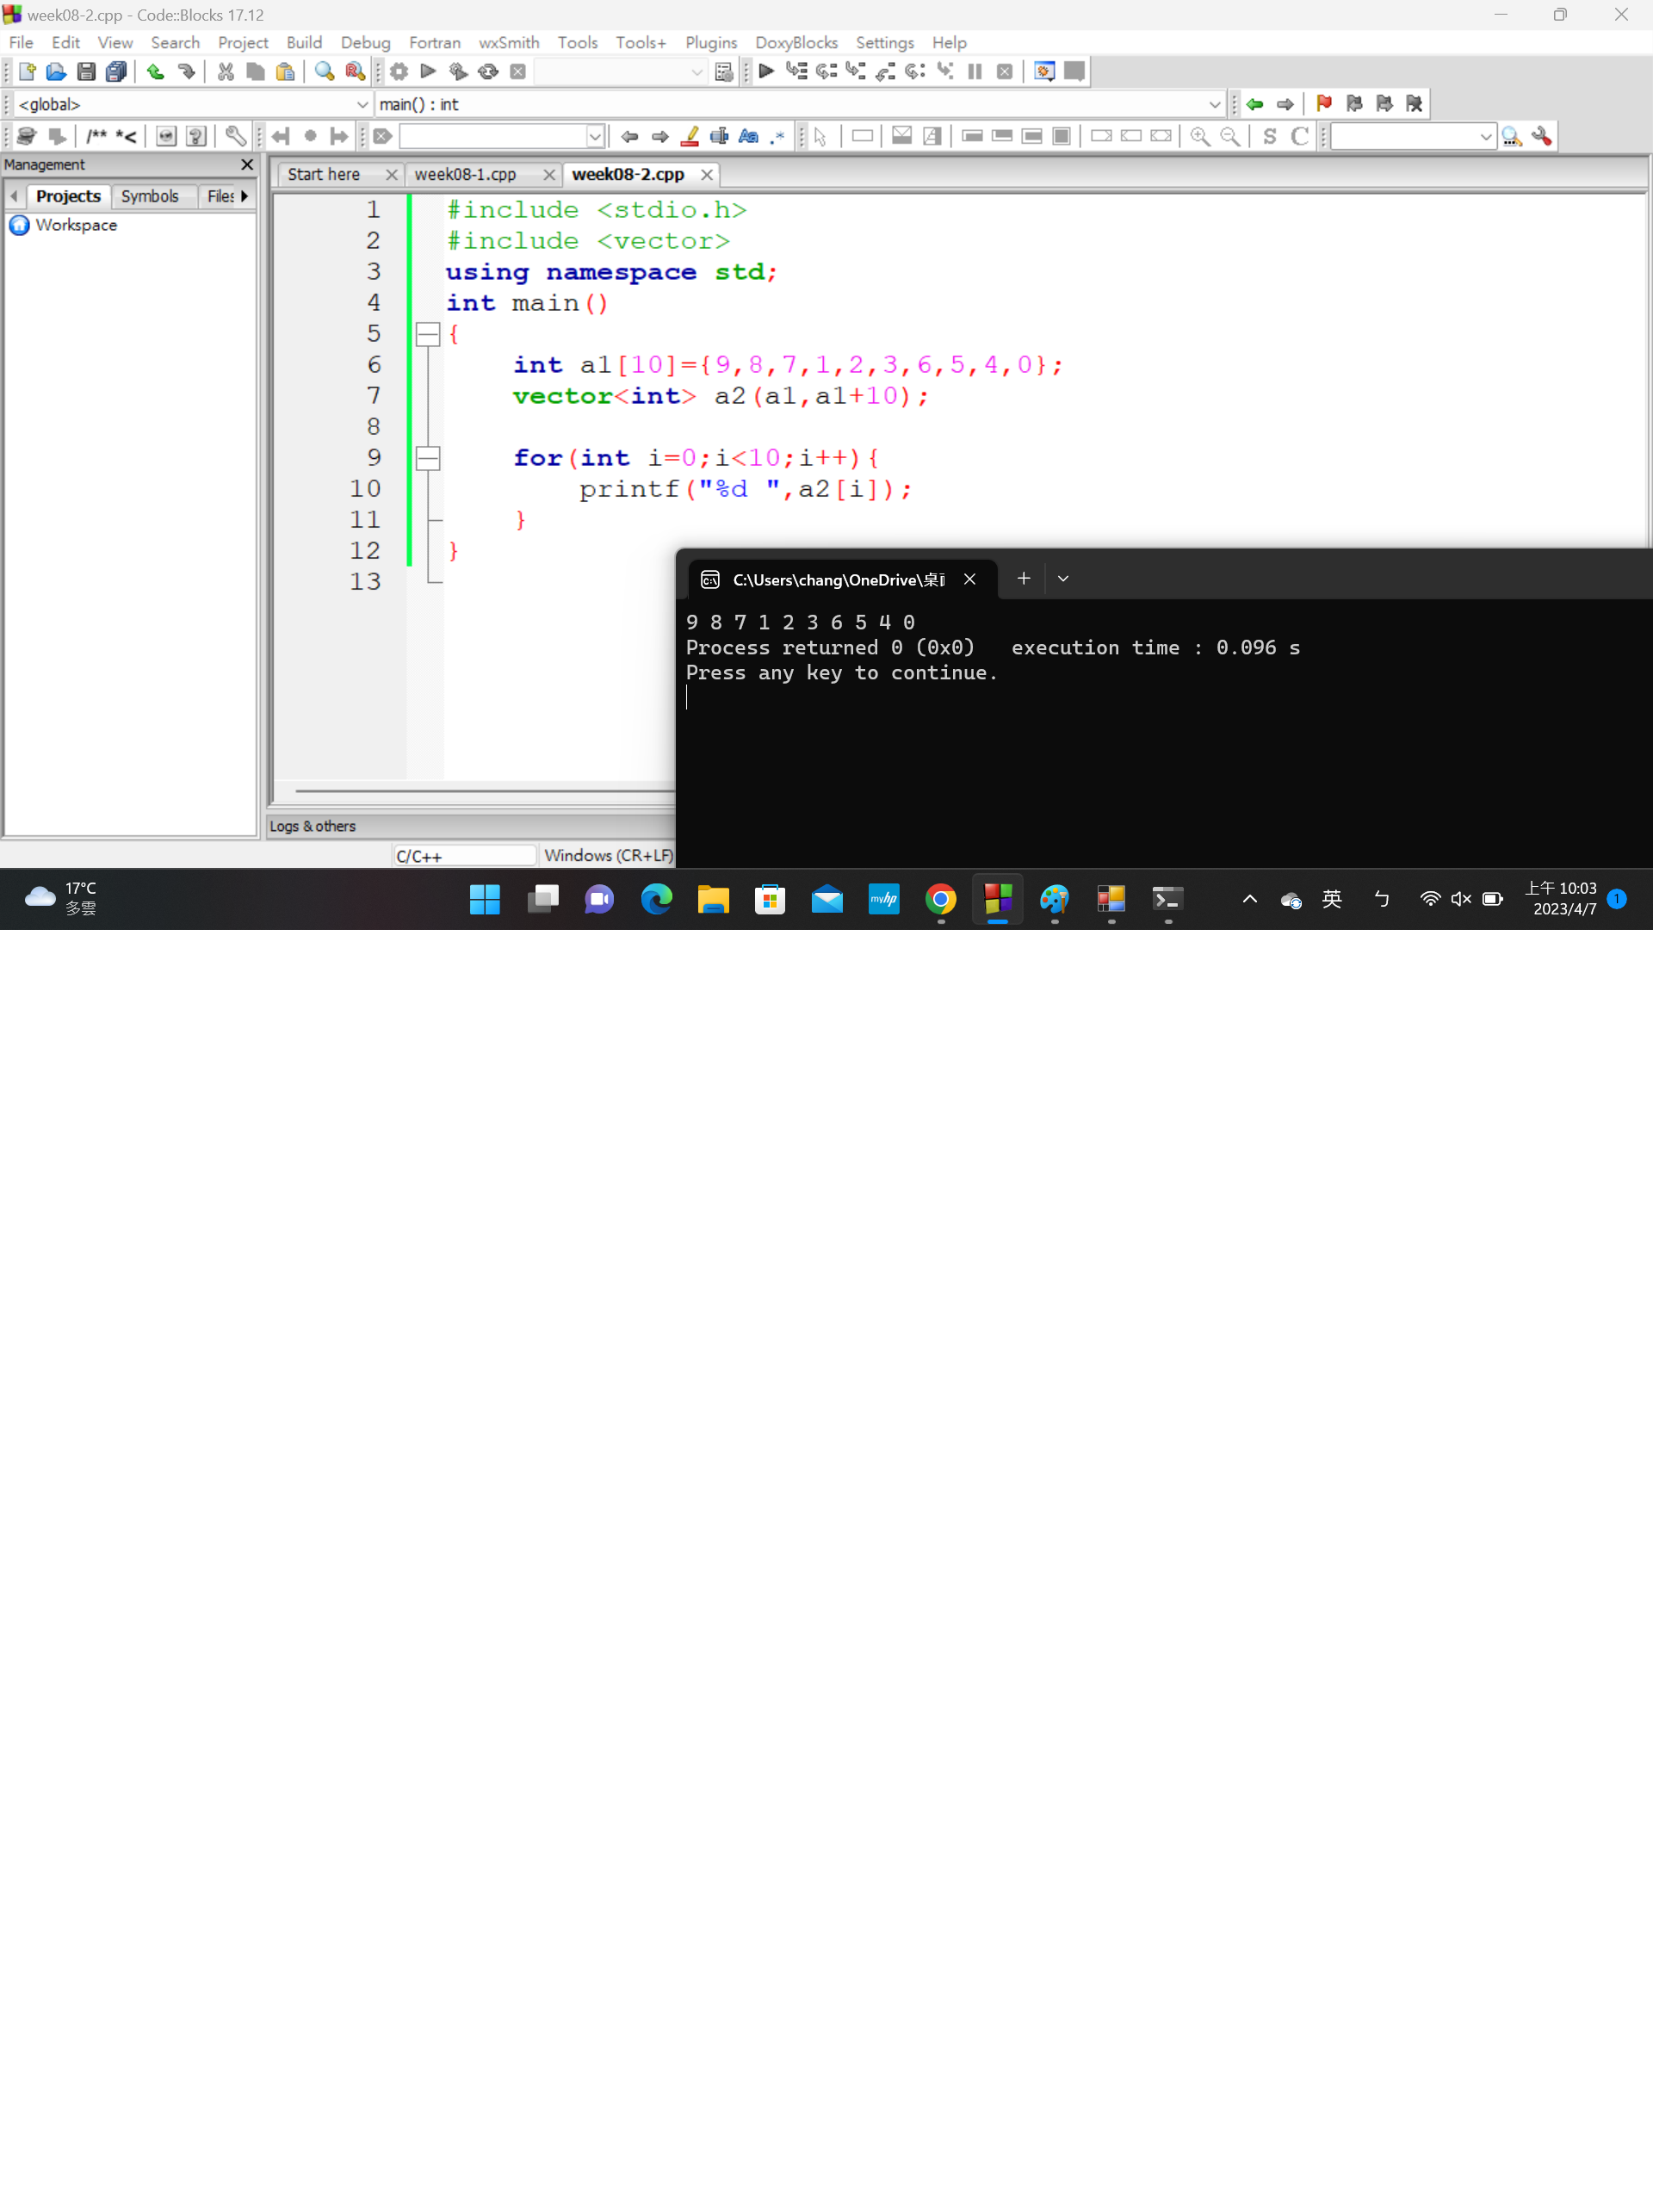 week08-2.cpp - Code::Blocks 17.12
File Edit View Search Project Build Debug Fortran wxSmith Tools Tools+ Plugins DoxyBlocks Settings Help
<global> main() : int
/** *<
Aa .* S C
Management
Start here week08-1.cpp week08-2.cpp
Projects Symbols Files
Workspace
1 #include <stdio.h>
2 #include <vector>
3 using namespace std;
4 int main()
5 {
6 int a1[10]={9,8,7,1,2,3,6,5,4,0};
7 vector<int> a2(a1,a1+10);
8
9 for(int i=0;i<10;i++){
10 printf("%d ",a2[i]);
11 }
12 }
13
C:\Users\chang\OneDrive\桌面
9 8 7 1 2 3 6 5 4 0
Process returned 0 (0x0)   execution time : 0.096 s
Press any key to continue.
Logs & others
C/C++ Windows (CR+LF)
17°C
多雲
myhp
英 ㄅ
上午 10:03
2023/4/7
1